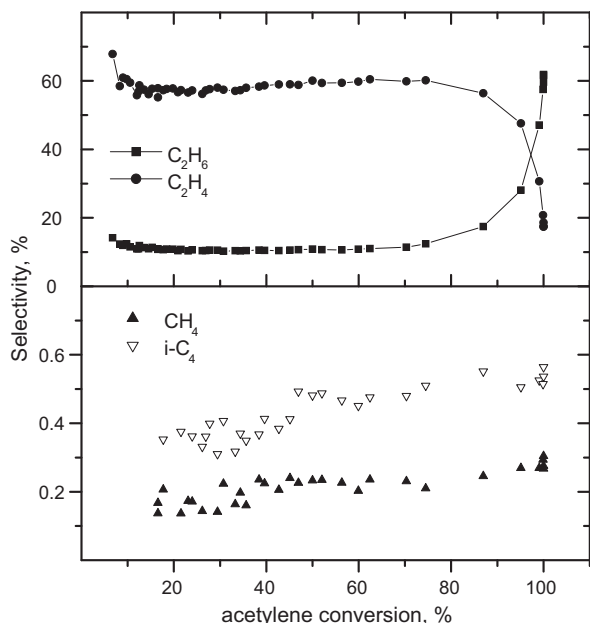 60
40
C₂H₆
C₂H₄
20
0
Selectivity, %
0
CH₄
i-C₄
0.6
0.4
0.2
20 40 60 80 100
acetylene conversion, %